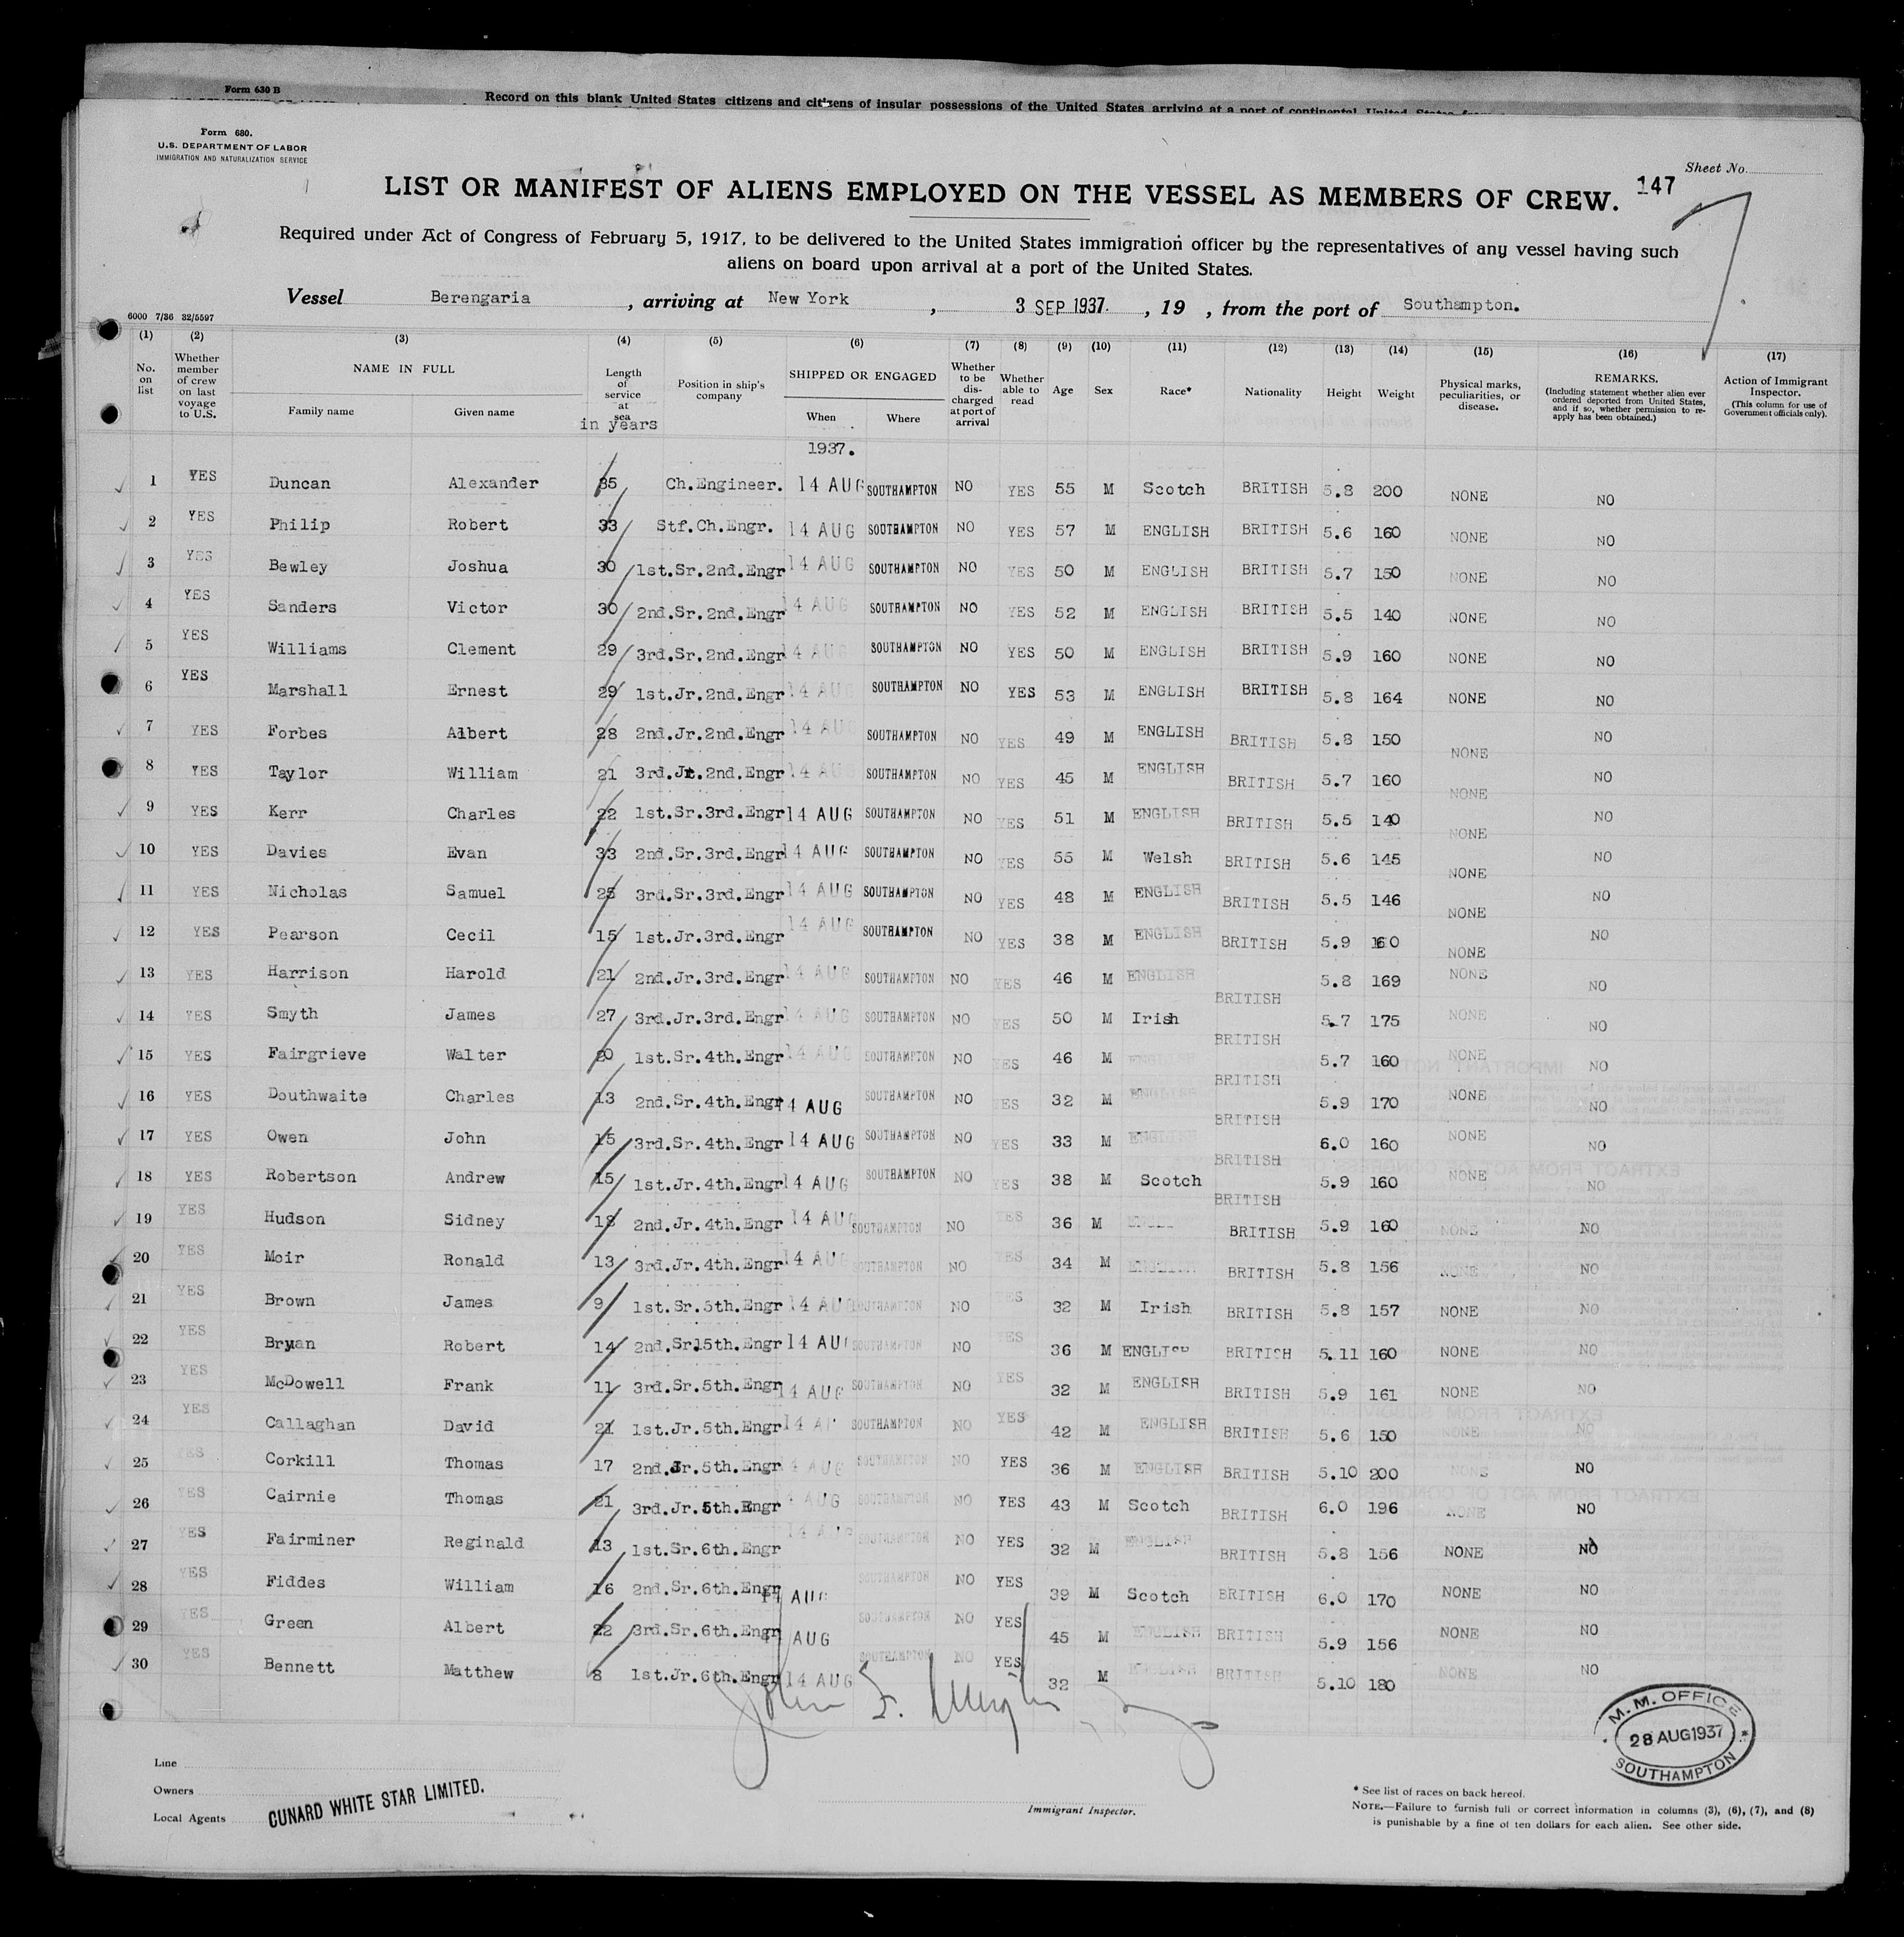 Form 630 B
Record on this blank United States citizens and citizens of insular possessions of the United States arriving at a port of continental United States
Form 680.
U.S. DEPARTMENT OF LABOR
IMMIGRATION AND NATURALIZATION SERVICE
Sheet No.
LIST OR MANIFEST OF ALIENS EMPLOYED ON THE VESSEL AS MEMBERS OF CREW. 147
Required under Act of Congress of February 5, 1917, to be delivered to the United States immigration officer by the representatives of any vessel having such
aliens on board upon arrival at a port of the United States.
Vessel Berengaria , arriving at New York , 3 SEP 1937. , 19 , from the port of Southampton.
6000 7/36 32/5597
(1) (2) (3) (4) (5) (6) (7) (8) (9) (10) (11) (12) (13) (14) (15) (16) (17)
No. on list
Whether member of crew on last voyage to U.S.
NAME IN FULL
Family name Given name
Length of service at sea in years
Position in ship's company
SHIPPED OR ENGAGED
When Where
Whether to be discharged at port of arrival
Whether able to read
Age Sex Race* Nationality Height Weight
Physical marks, peculiarities, or disease.
REMARKS.
(Including statement whether alien ever ordered deported from United States, and if so, whether permission to re-apply has been obtained.)
Action of Immigrant Inspector.
(This column for use of Government officials only).
1937.
1 YES Duncan Alexander 35 Ch.Engineer. 14 AUG SOUTHAMPTON NO YES 55 M Scotch BRITISH 5.8 200 NONE NO
2 YES Philip Robert 33 Stf.Ch.Engr. 14 AUG SOUTHAMPTON NO YES 57 M ENGLISH BRITISH 5.6 160 NONE NO
3 YES Bewley Joshua 30 1st.Sr.2nd.Engr 14 AUG SOUTHAMPTON NO YES 50 M ENGLISH BRITISH 5.7 150 NONE NO
4 YES Sanders Victor 30 2nd.Sr.2nd.Engr 14 AUG SOUTHAMPTON NO YES 52 M ENGLISH BRITISH 5.5 140 NONE NO
5 YES Williams Clement 29 3rd.Sr.2nd.Engr 14 AUG SOUTHAMPTON NO YES 50 M ENGLISH BRITISH 5.9 160 NONE NO
6 YES Marshall Ernest 29 1st.Jr.2nd.Engr 14 AUG SOUTHAMPTON NO YES 53 M ENGLISH BRITISH 5.8 164 NONE NO
7 YES Forbes Albert 28 2nd.Jr.2nd.Engr 14 AUG SOUTHAMPTON NO YES 49 M ENGLISH BRITISH 5.8 150 NONE NO
8 YES Taylor William 21 3rd.Jr.2nd.Engr 14 AUG SOUTHAMPTON NO YES 45 M ENGLISH BRITISH 5.7 160 NONE NO
9 YES Kerr Charles 22 1st.Sr.3rd.Engr 14 AUG SOUTHAMPTON NO YES 51 M ENGLISH BRITISH 5.5 140 NONE NO
10 YES Davies Evan 33 2nd.Sr.3rd.Engr 14 AUG SOUTHAMPTON NO YES 55 M Welsh BRITISH 5.6 145 NONE NO
11 YES Nicholas Samuel 25 3rd.Sr.3rd.Engr 14 AUG SOUTHAMPTON NO YES 48 M ENGLISH BRITISH 5.5 146 NONE NO
12 YES Pearson Cecil 15 1st.Jr.3rd.Engr 14 AUG SOUTHAMPTON NO YES 38 M ENGLISH BRITISH 5.9 160 NONE NO
13 YES Harrison Harold 21 2nd.Jr.3rd.Engr 14 AUG SOUTHAMPTON NO YES 46 M ENGLISH BRITISH 5.8 169 NONE NO
14 YES Smyth James 27 3rd.Jr.3rd.Engr 14 AUG SOUTHAMPTON NO YES 50 M Irish BRITISH 5.7 175 NONE NO
15 YES Fairgrieve Walter 20 1st.Sr.4th.Engr 14 AUG SOUTHAMPTON NO YES 46 M ENGLISH BRITISH 5.7 160 NONE NO
16 YES Douthwaite Charles 13 2nd.Sr.4th.Engr 14 AUG SOUTHAMPTON NO YES 32 M ENGLISH BRITISH 5.9 170 NONE NO
17 YES Owen John 15 3rd.Sr.4th.Engr 14 AUG SOUTHAMPTON NO YES 33 M ENGLISH BRITISH 6.0 160 NONE NO
18 YES Robertson Andrew 15 1st.Jr.4th.Engr 14 AUG SOUTHAMPTON NO YES 38 M Scotch BRITISH 5.9 160 NONE NO
19 YES Hudson Sidney 18 2nd.Jr.4th.Engr 14 AUG SOUTHAMPTON NO YES 36 M BRITISH 5.9 160 NONE NO
20 YES Moir Ronald 13 3rd.Jr.4th.Engr 14 AUG SOUTHAMPTON NO YES 34 M ENGLISH BRITISH 5.8 156 NONE NO
21 YES Brown James 9 1st.Sr.5th.Engr 14 AUG SOUTHAMPTON NO YES 32 M Irish BRITISH 5.8 157 NONE NO
22 YES Bryan Robert 14 2nd.Sr.5th.Engr 14 AUG SOUTHAMPTON NO YES 36 M ENGLISH BRITISH 5.11 160 NONE NO
23 YES McDowell Frank 11 3rd.Sr.5th.Engr 14 AUG SOUTHAMPTON NO YES 32 M ENGLISH BRITISH 5.9 161 NONE NO
24 YES Callaghan David 21 1st.Jr.5th.Engr 14 AUG SOUTHAMPTON NO YES 42 M ENGLISH BRITISH 5.6 150 NONE NO
25 YES Corkill Thomas 17 2nd.Jr.5th.Engr 14 AUG SOUTHAMPTON NO YES 36 M ENGLISH BRITISH 5.10 200 NONE NO
26 YES Cairnie Thomas 21 3rd.Jr.5th.Engr 14 AUG SOUTHAMPTON NO YES 43 M Scotch BRITISH 6.0 196 NONE NO
27 YES Fairminer Reginald 13 1st.Sr.6th.Engr 14 AUG SOUTHAMPTON NO YES 32 M ENGLISH BRITISH 5.8 156 NONE NO
28 YES Fiddes William 16 2nd.Sr.6th.Engr 14 AUG SOUTHAMPTON NO YES 39 M Scotch BRITISH 6.0 170 NONE NO
29 YES Green Albert 22 3rd.Sr.6th.Engr 14 AUG SOUTHAMPTON NO YES 45 M ENGLISH BRITISH 5.9 156 NONE NO
30 YES Bennett Matthew 8 1st.Jr.6th.Engr 14 AUG SOUTHAMPTON NO YES 32 M ENGLISH BRITISH 5.10 180 NONE NO
John F.
M.M. OFFICE
28 AUG 1937
SOUTHAMPTON
Line
Owners
Local Agents CUNARD WHITE STAR LIMITED.
Immigrant Inspector.
* See list of races on back hereof.
NOTE.—Failure to furnish full or correct information in columns (3), (6), (7), and (8)
is punishable by a fine of ten dollars for each alien. See other side.